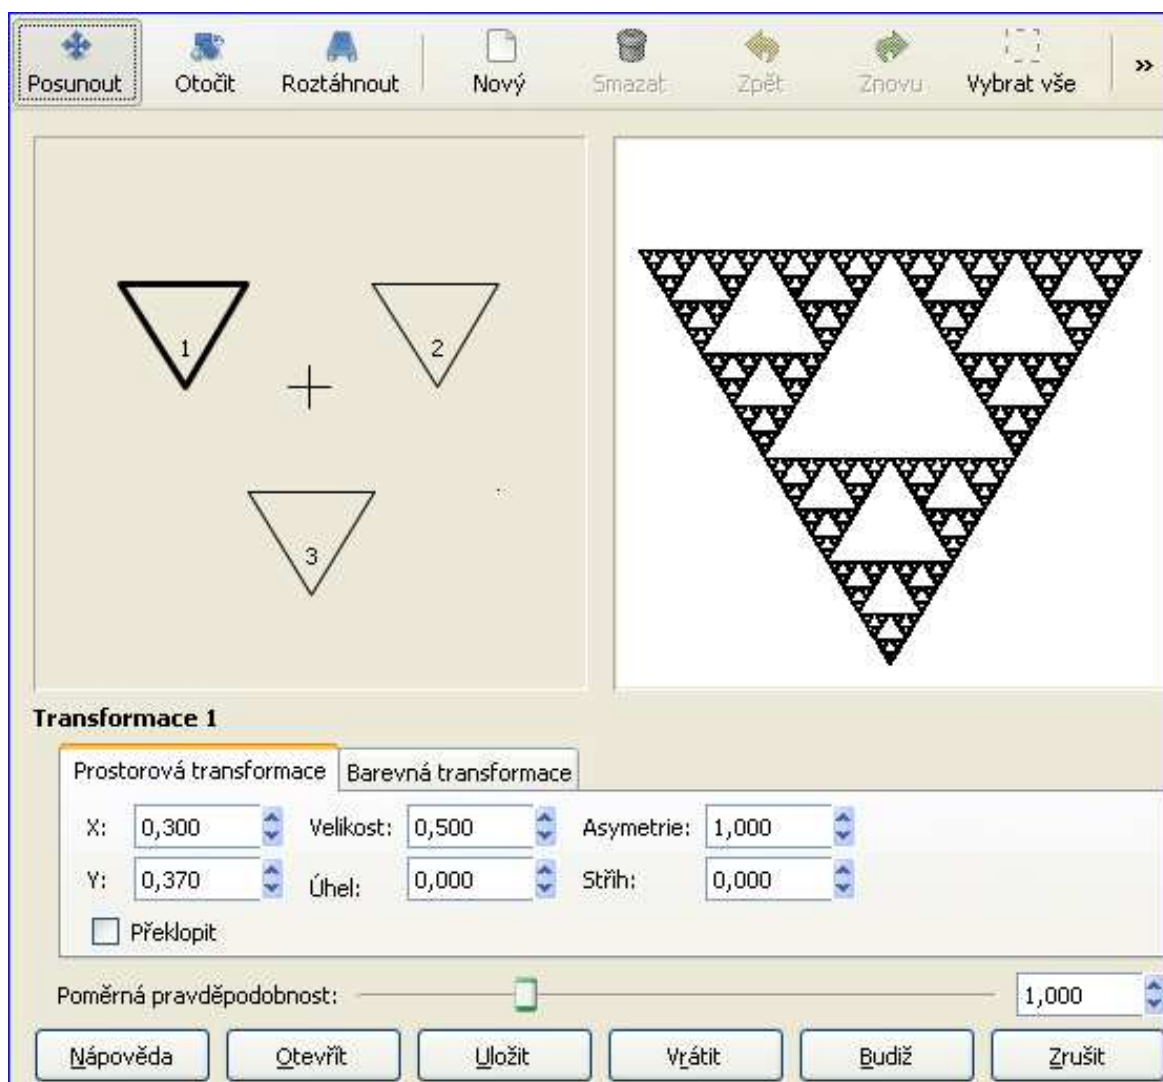 Posunout Otočit Roztáhnout Nový Smazat Zpět Znovu Vybrat vše »
1 2
3
Transformace 1
Prostorová transformace Barevná transformace
X: 0,300 Velikost: 0,500 Asymetrie: 1,000
Y: 0,370 Úhel: 0,000 Střih: 0,000
Překlopit
Poměrná pravděpodobnost: 1,000
Nápověda Otevřít Uložit Vrátit Budiž Zrušit